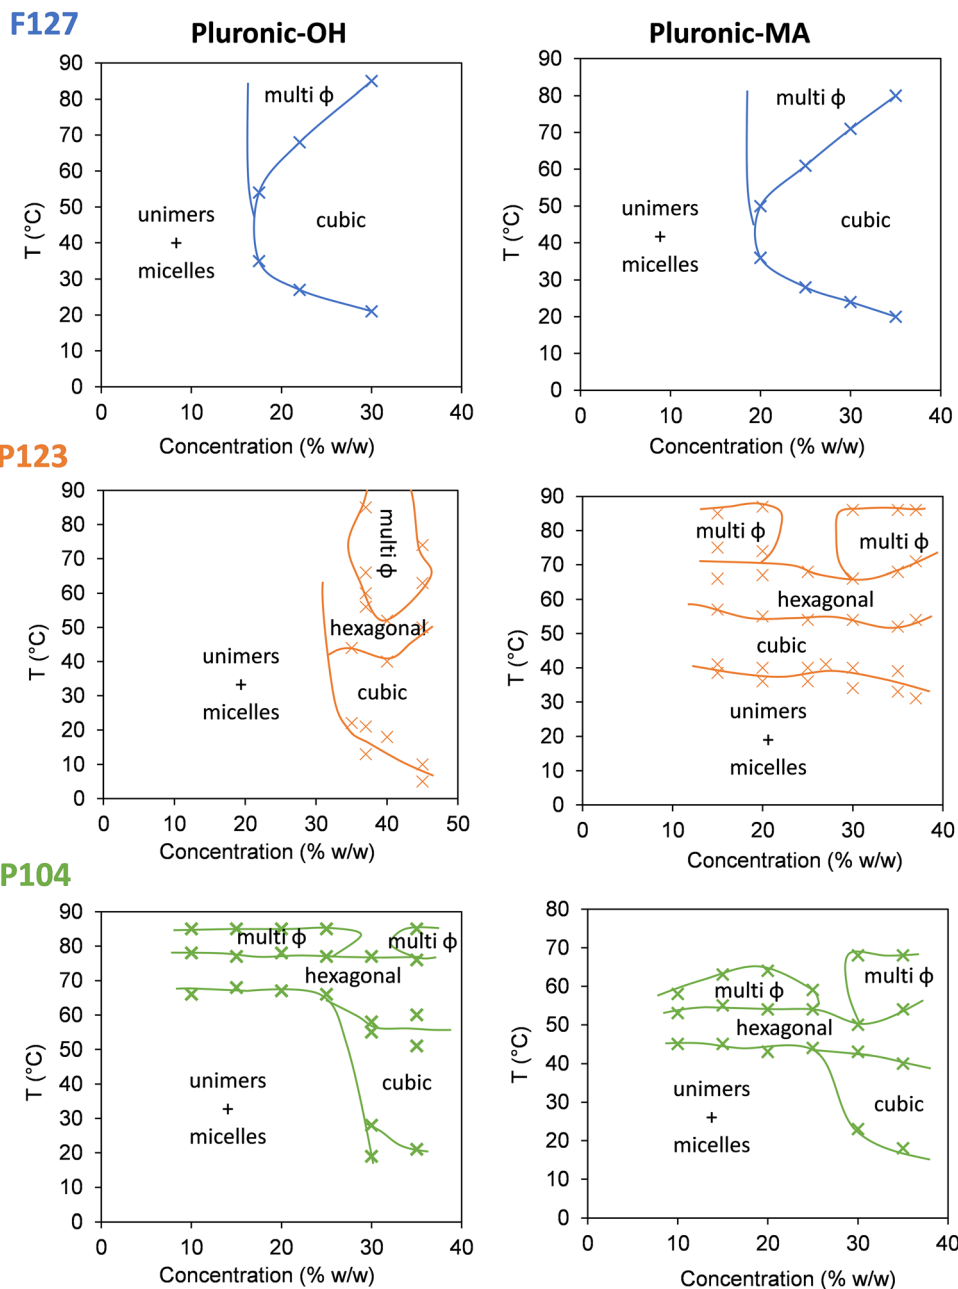 F127
Pluronic-OH
Pluronic-MA
90
80
70
60
50
40
30
20
10
0
T (°C)
multi ϕ
unimers
+
micelles
cubic
0
10
20
30
40
Concentration (% w/w)
90
80
70
60
50
40
30
20
10
0
T (°C)
multi ϕ
unimers
+
micelles
cubic
0
10
20
30
40
Concentration (% w/w)
P123
90
80
70
60
50
40
30
20
10
0
T (°C)
multi ϕ
hexagonal
unimers
+
micelles
cubic
0
10
20
30
40
50
Concentration (% w/w)
90
80
70
60
50
40
30
20
10
0
T (°C)
multi ϕ
multi ϕ
hexagonal
cubic
unimers
+
micelles
0
10
20
30
40
Concentration (% w/w)
P104
90
80
70
60
50
40
30
20
10
0
T (°C)
multi ϕ
multi ϕ
hexagonal
unimers
+
micelles
cubic
0
10
20
30
40
Concentration (% w/w)
80
70
60
50
40
30
20
10
0
T (°C)
multi ϕ
multi ϕ
hexagonal
unimers
+
micelles
cubic
0
10
20
30
40
Concentration (% w/w)